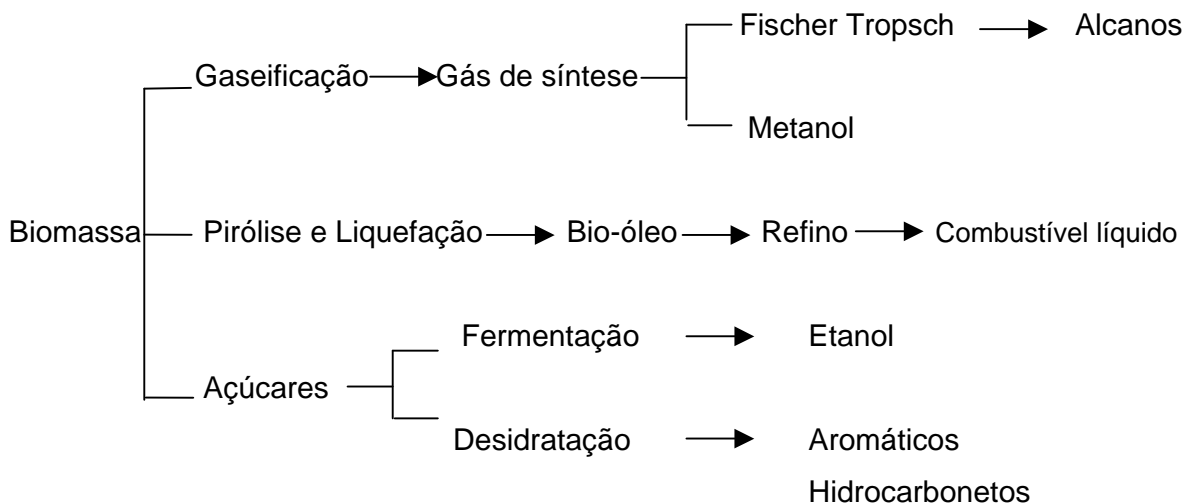 Fischer Tropsch Alcanos
Gaseificação Gás de síntese
Metanol
Biomassa Pirólise e Liquefação Bio-óleo Refino Combustível líquido
Fermentação Etanol
Açúcares
Desidratação Aromáticos
Hidrocarbonetos